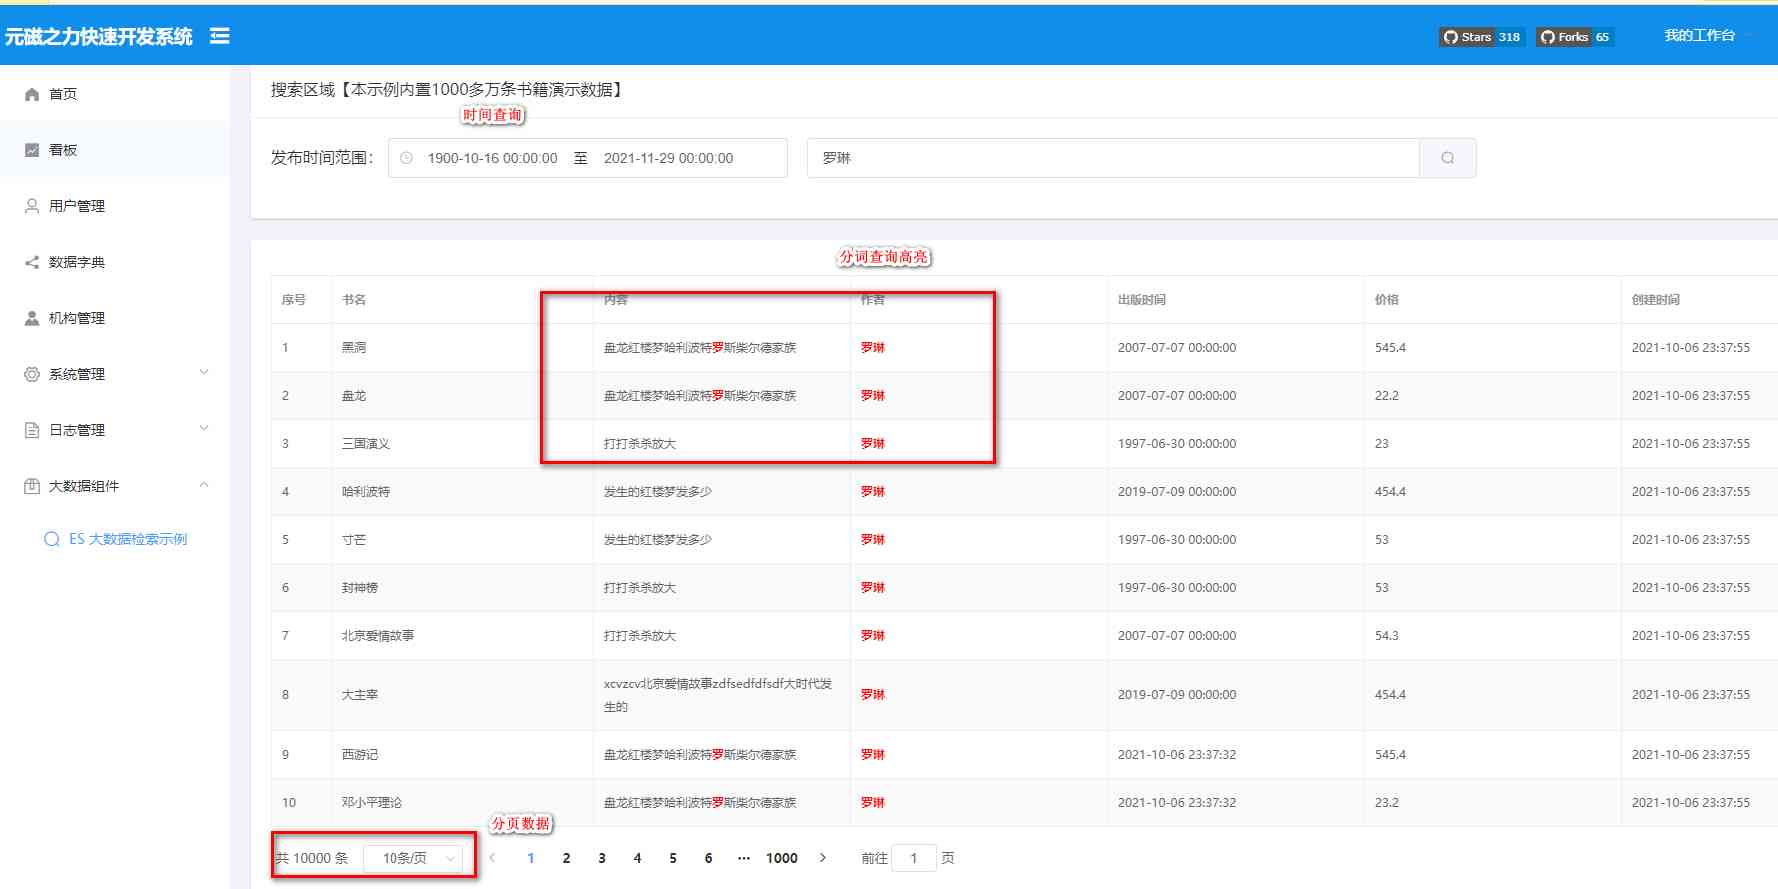 元磁之力快速开发系统
Stars 318
Forks 65
我的工作台
首页
看板
用户管理
数据字典
机构管理
系统管理
日志管理
大数据组件
ES 大数据检索示例
搜索区域【本示例内置1000多万条书籍演示数据】
时间查询
发布时间范围：
1900-10-16 00:00:00 至 2021-11-29 00:00:00
罗琳
分词查询高亮
序号 书名 内容 作者 出版时间 价格 创建时间
1 黑洞 盘龙红楼梦哈利波特罗斯柴尔德家族 罗琳 2007-07-07 00:00:00 545.4 2021-10-06 23:37:55
2 盘龙 盘龙红楼梦哈利波特罗斯柴尔德家族 罗琳 2007-07-07 00:00:00 22.2 2021-10-06 23:37:55
3 三国演义 打打杀杀放大 罗琳 1997-06-30 00:00:00 23 2021-10-06 23:37:55
4 哈利波特 发生的红楼梦发多少 罗琳 2019-07-09 00:00:00 454.4 2021-10-06 23:37:55
5 寸芒 发生的红楼梦发多少 罗琳 1997-06-30 00:00:00 53 2021-10-06 23:37:55
6 封神榜 打打杀杀放大 罗琳 1997-06-30 00:00:00 53 2021-10-06 23:37:55
7 北京爱情故事 打打杀杀放大 罗琳 2007-07-07 00:00:00 54.3 2021-10-06 23:37:55
8 大主宰 xcvzcv北京爱情故事zdfsedfdfsdf大时代发
生的 罗琳 2019-07-09 00:00:00 454.4 2021-10-06 23:37:55
9 西游记 盘龙红楼梦哈利波特罗斯柴尔德家族 罗琳 2021-10-06 23:37:32 545.4 2021-10-06 23:37:55
10 邓小平理论 盘龙红楼梦哈利波特罗斯柴尔德家族 罗琳 2021-10-06 23:37:32 23.2 2021-10-06 23:37:55
分页数据
共 10000 条 10条/页 1 2 3 4 5 6 ··· 1000 前往 1 页